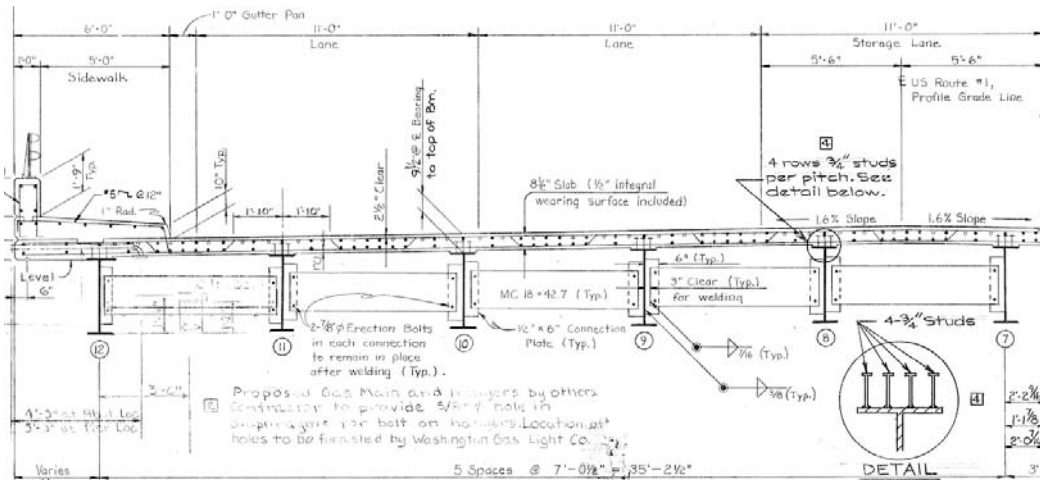 1'0" Gutter Pan
6'-0"
11'-0"
11'-0"
11'-0"
Lane
Lane
Storage Lane
1'-0"
5'-0"
5'-6"
5'-6"
Sidewalk
US Route #1,
Profile Grade Line
1'-9"
Typ.
10" Typ.
2½" Clear
9½" @ ℄ Bearing
to top of Bm.
4
4 rows ¾" studs
per pitch. See
detail below.
#5 @ 12"
1" Rad.
1'-10"
1'-10"
8½" Slab (½" integral
wearing surface included)
1.6% Slope
1.6% Slope
Level
6"
6" (Typ.)
MC 18 x 42.7 (Typ.)
3" Clear (Typ.)
for welding
2-⅞"φ Erection Bolts
in each connection
to remain in place
after welding (Typ.).
½" x 6" Connection
Plate (Typ.)
4-¾" Studs
12
11
10
9
8
7
7/16 (Typ.)
3/8 (Typ.)
3'-6"
Proposed Gas Main and hangers by others
Contractor to provide hole in
diaphragms for bolt on hangers. Location of
holes to be furnished by Washington Gas Light Co.
4
4'-3" at Abut. Loc.
at Pier Loc.
2'-2¾
1'-1⅞
2'-0
DETAIL
Varies
5 Spaces @ 7'-0½" = 35'-2½"
3'